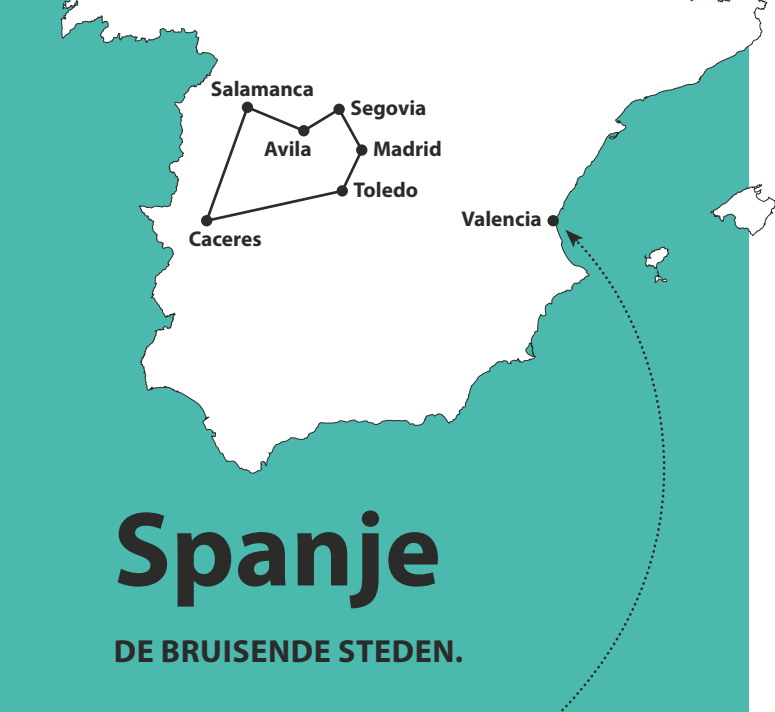 Salamanca
Segovia
Avila
Madrid
Toledo
Valencia
Caceres
Spanje
DE BRUISENDE STEDEN.